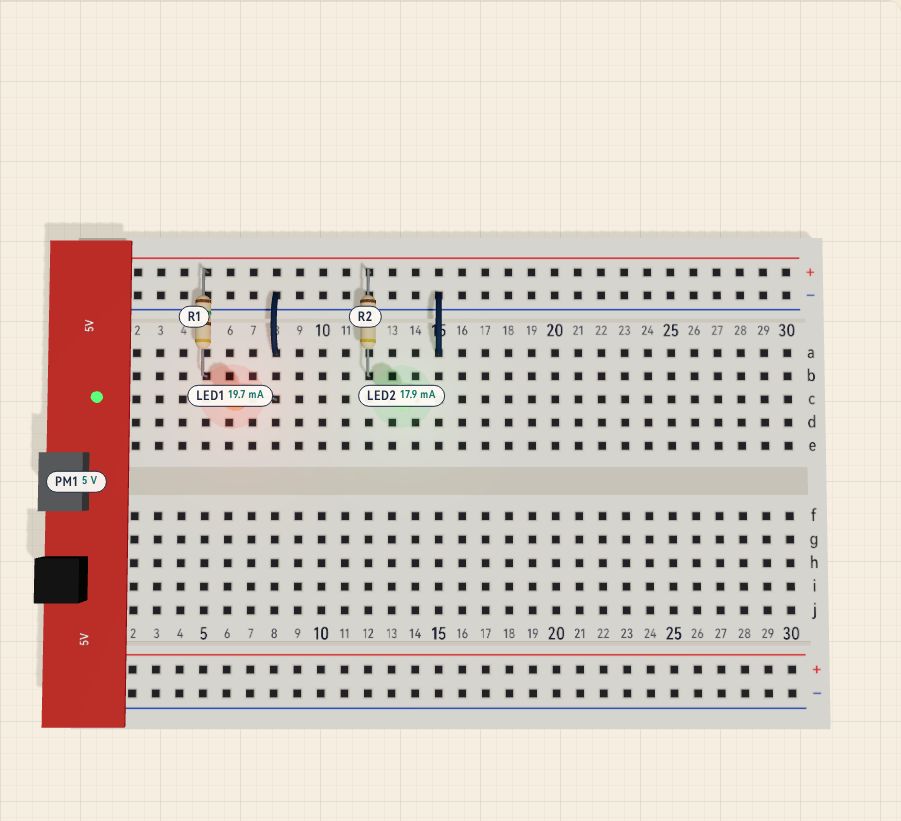 +
−
5V
R1
R2
2 3 4 6 7 8 10 11 13 14 15 16 17 18 19 20 21 22 23 24 25 26 27 28 29 30
a
b
LED1 19.7 mA
LED2 17.9 mA
c
d
e
PM1 5 V
f
g
h
i
j
2 3 4 5 6 7 8 9 10 11 12 13 14 15 16 17 18 19 20 21 22 23 24 25 26 27 28 29 30
5V
+
−